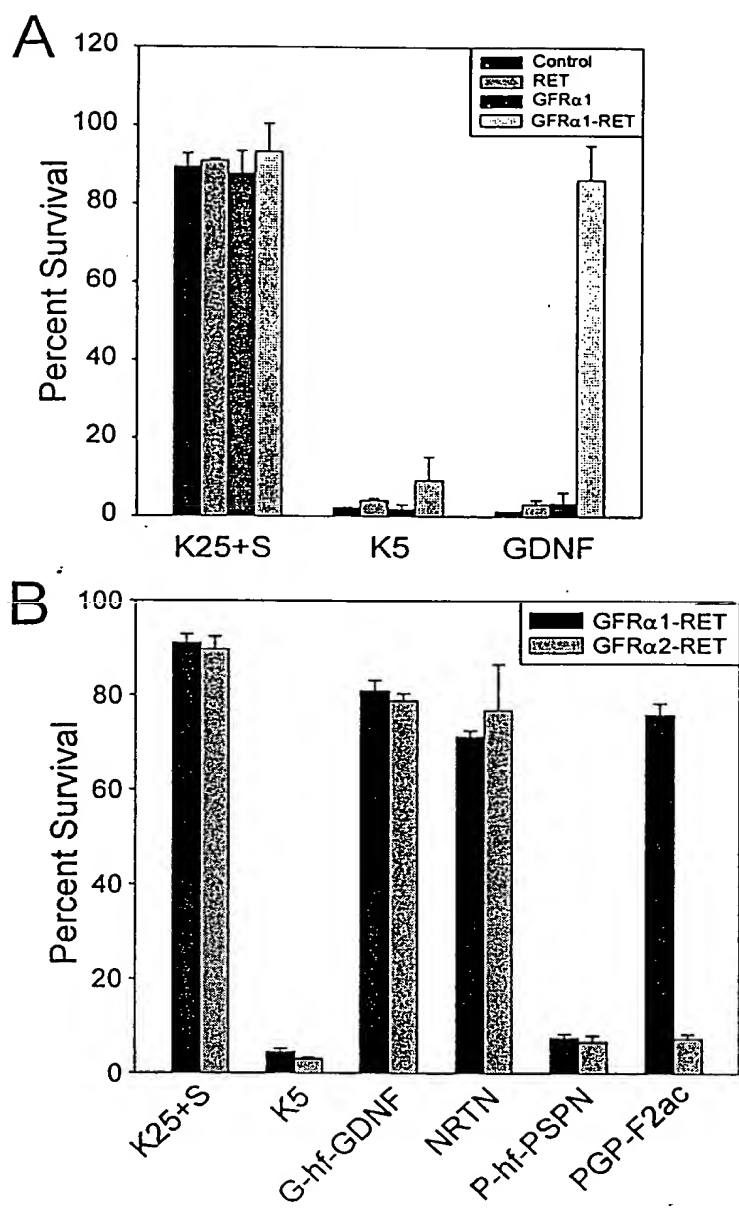 A
Percent Survival
120
100
80
60
40
20
0
Control
RET
GFRα1
GFRα1-RET
K25+S
K5
GDNF
B
Percent Survival
100
80
60
40
20
0
GFRα1-RET
GFRα2-RET
K25+S
K5
G-hf-GDNF
NRTN
P-hf-PSPN
PGP-F2ac